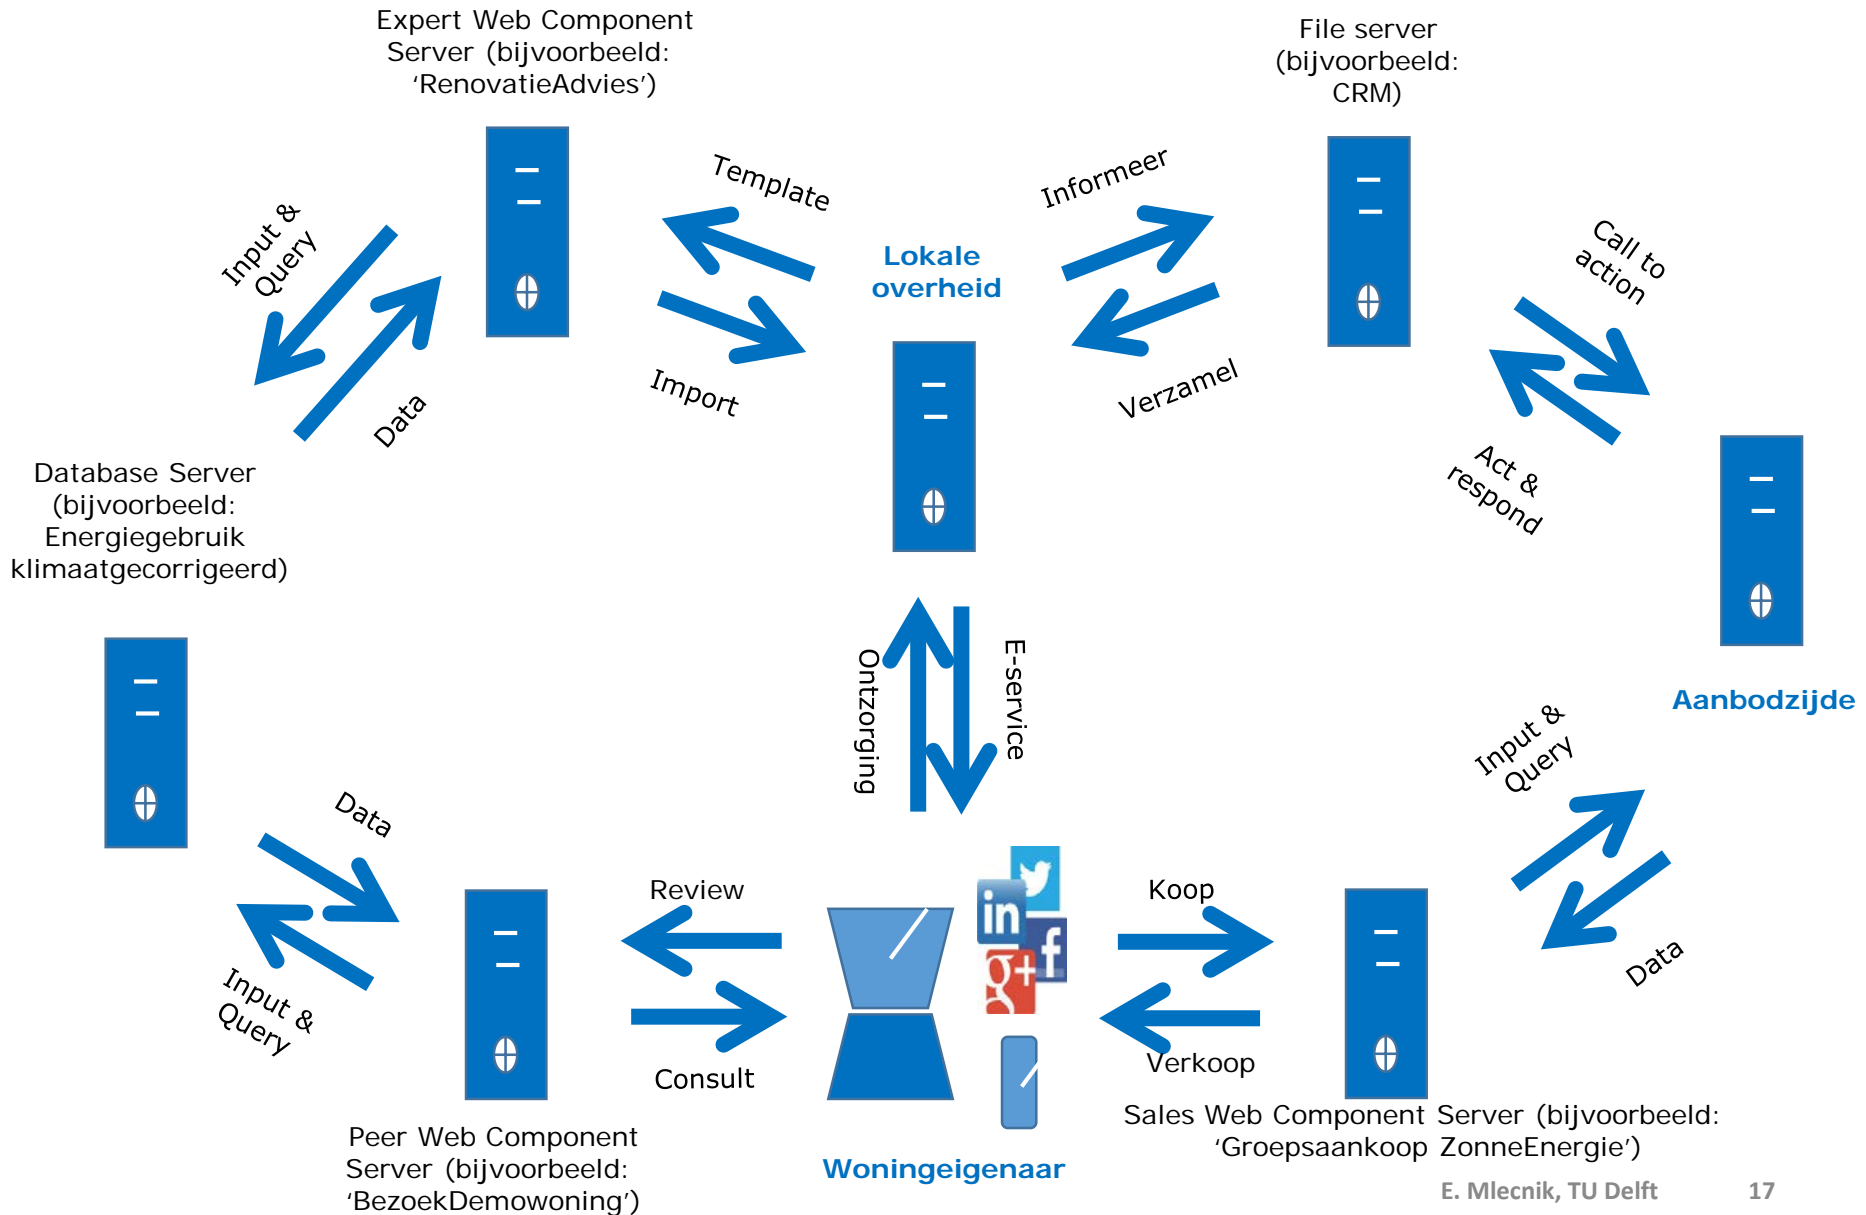 Expert Web Component
Server (bijvoorbeeld:
‘RenovatieAdvies’)
File server
(bijvoorbeeld:
CRM)
Template
Informeer
Input &
Query
Call to
action
Lokale
overheid
Data
Import
Verzamel
Act &
respond
Database Server
(bijvoorbeeld:
Energiegebruik
klimaatgecorrigeerd)
Ontzorging
E-service
Aanbodzijde
Input &
Query
Data
Review
Koop
in
f
g+
Data
Input &
Query
Consult
Verkoop
Peer Web Component
Server (bijvoorbeeld:
‘BezoekDemowoning’)
Woningeigenaar
Sales Web Component Server (bijvoorbeeld:
‘Groepsaankoop ZonneEnergie’)
E. Mlecnik, TU Delft 17